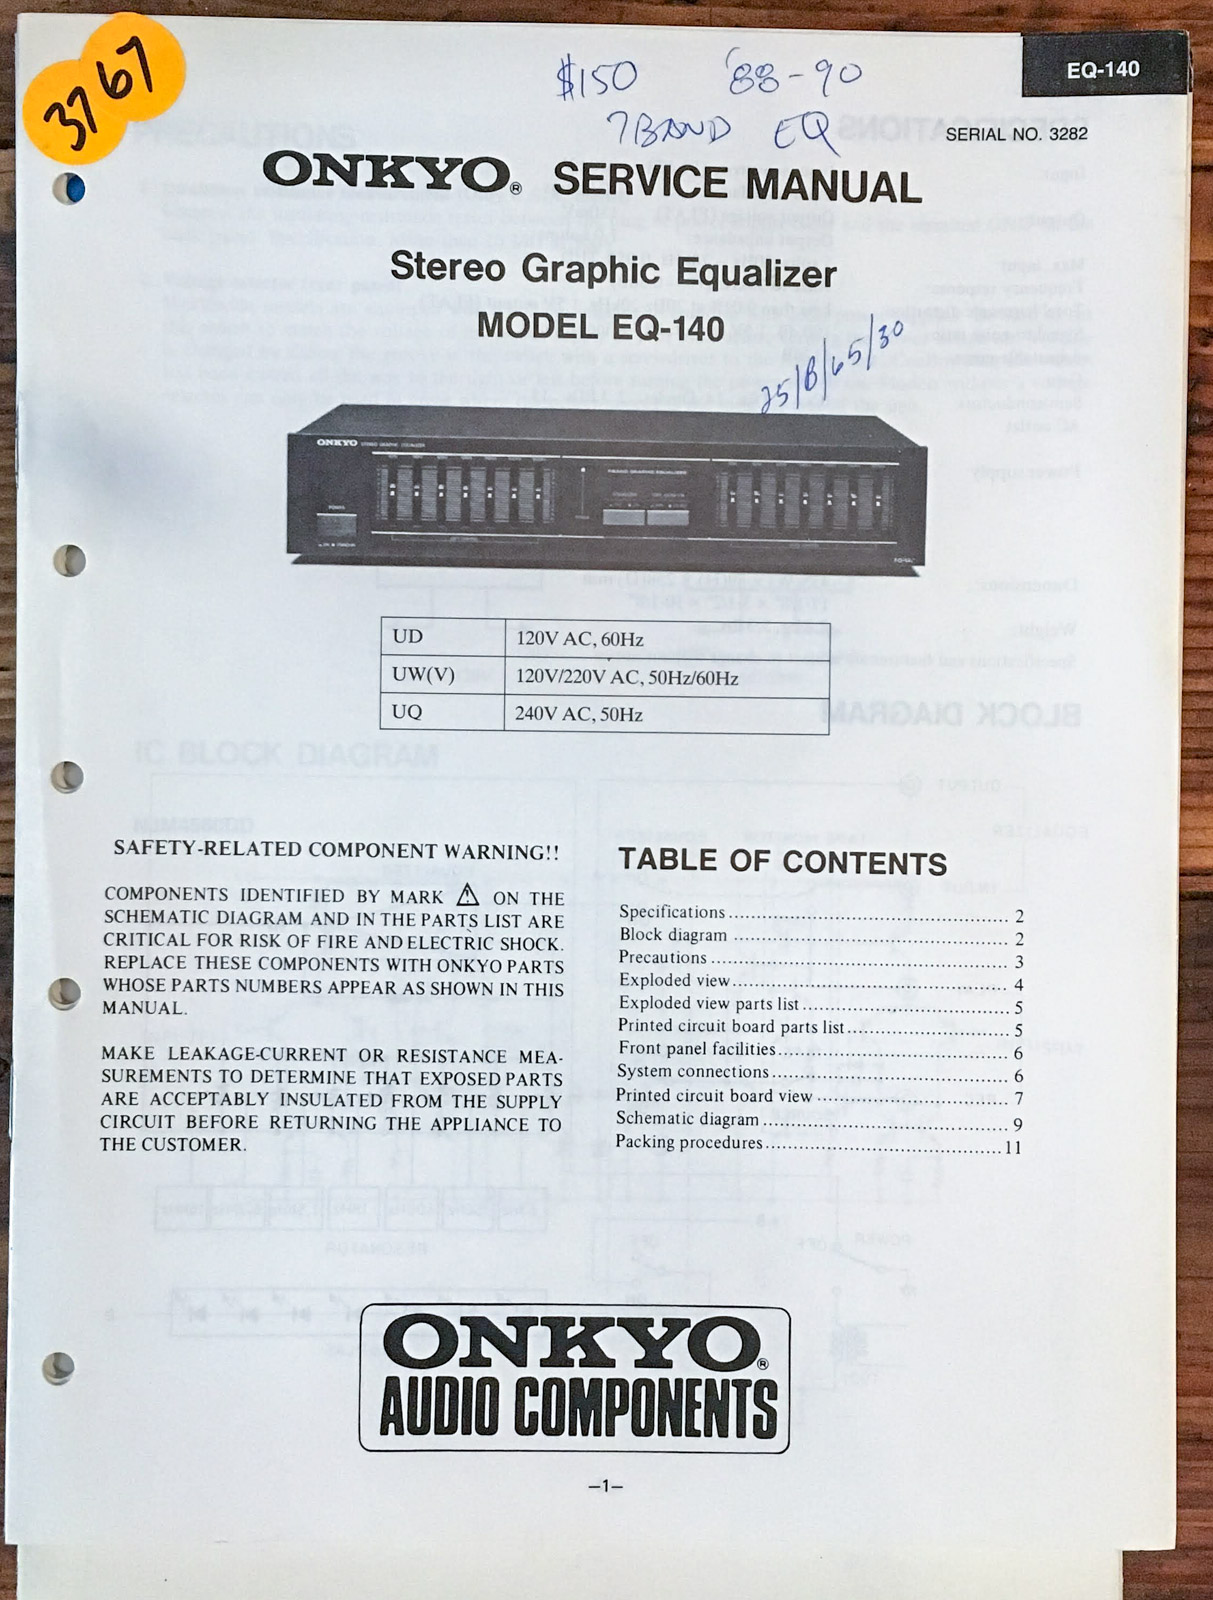 3767
$150 '88-90
7 BAND EQ
EQ-140
SERIAL NO. 3282
ONKYO® SERVICE MANUAL
Stereo Graphic Equalizer
MODEL EQ-140
25/B/65/30
ONKYO STEREO GRAPHIC EQUALIZER
POWER
UD 120V AC, 60Hz
UW(V) 120V/220V AC, 50Hz/60Hz
UQ 240V AC, 50Hz
SAFETY-RELATED COMPONENT WARNING!!
COMPONENTS IDENTIFIED BY MARK ⚠ ON THE
SCHEMATIC DIAGRAM AND IN THE PARTS LIST ARE
CRITICAL FOR RISK OF FIRE AND ELECTRIC SHOCK.
REPLACE THESE COMPONENTS WITH ONKYO PARTS
WHOSE PARTS NUMBERS APPEAR AS SHOWN IN THIS
MANUAL.
MAKE LEAKAGE-CURRENT OR RESISTANCE MEA-
SUREMENTS TO DETERMINE THAT EXPOSED PARTS
ARE ACCEPTABLY INSULATED FROM THE SUPPLY
CIRCUIT BEFORE RETURNING THE APPLIANCE TO
THE CUSTOMER.
TABLE OF CONTENTS
Specifications 2
Block diagram 2
Precautions 3
Exploded view 4
Exploded view parts list 5
Printed circuit board parts list 5
Front panel facilities 6
System connections 6
Printed circuit board view 7
Schematic diagram 9
Packing procedures 11
ONKYO®
AUDIO COMPONENTS
–1–